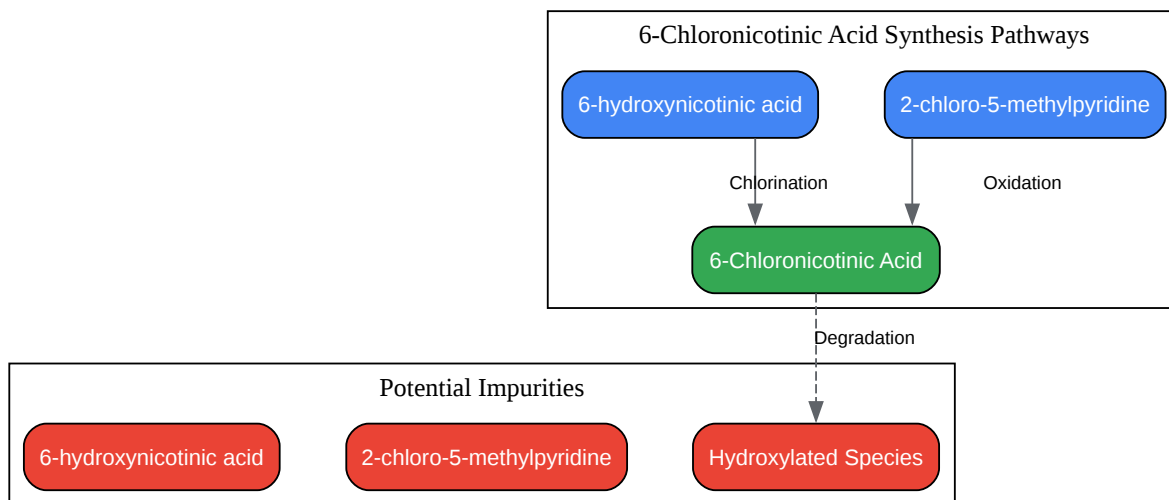 6-Chloronicotinic Acid Synthesis Pathways
6-hydroxynicotinic acid
2-chloro-5-methylpyridine
Chlorination
Oxidation
6-Chloronicotinic Acid
Degradation
Potential Impurities
6-hydroxynicotinic acid
2-chloro-5-methylpyridine
Hydroxylated Species